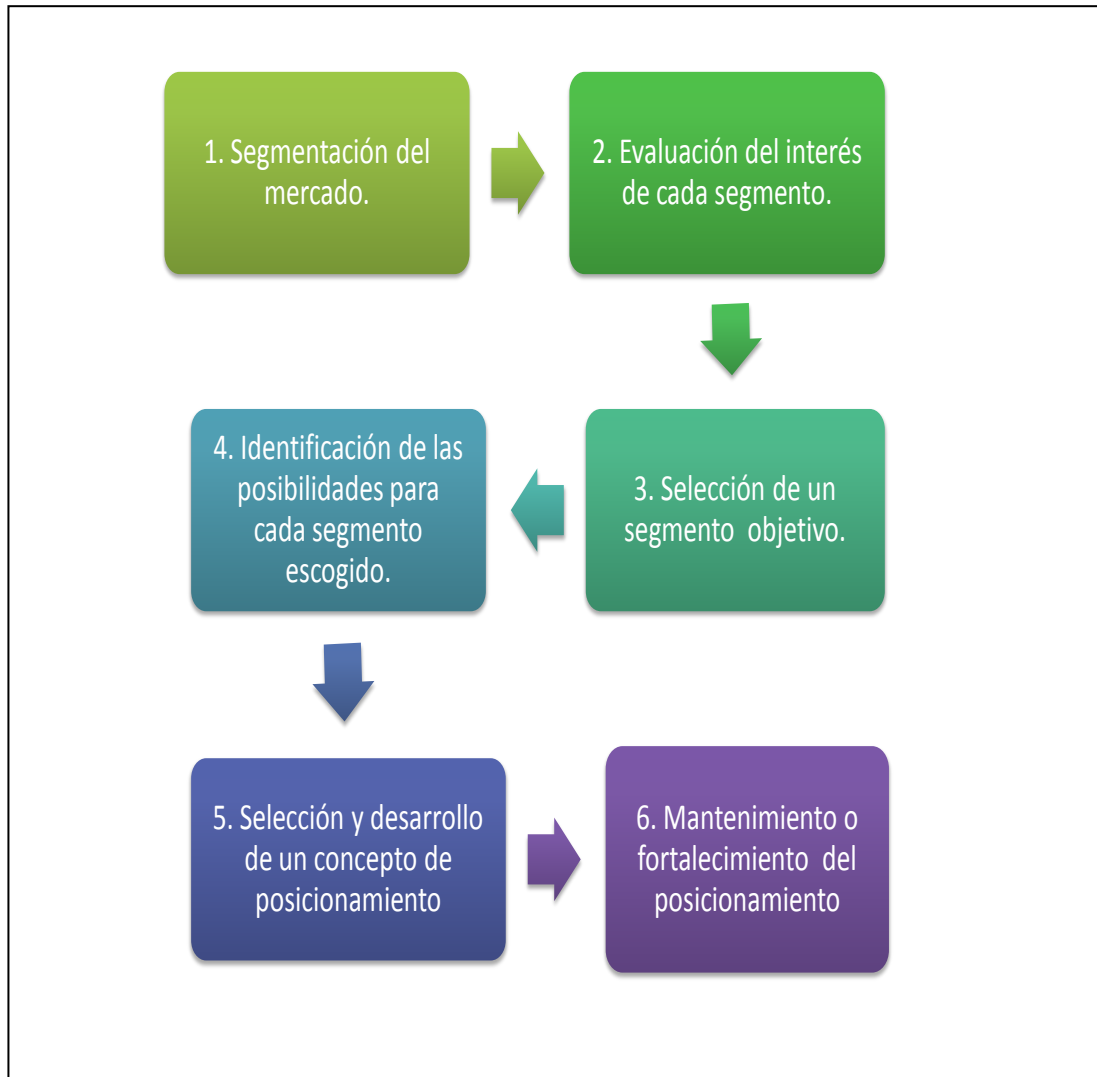 1. Segmentación del
mercado.
2. Evaluación del interés
de cada segmento.
3. Selección de un
segmento objetivo.
4. Identificación de las
posibilidades para
cada segmento
escogido.
5. Selección y desarrollo
de un concepto de
posicionamiento
6. Mantenimiento o
fortalecimiento del
posicionamiento